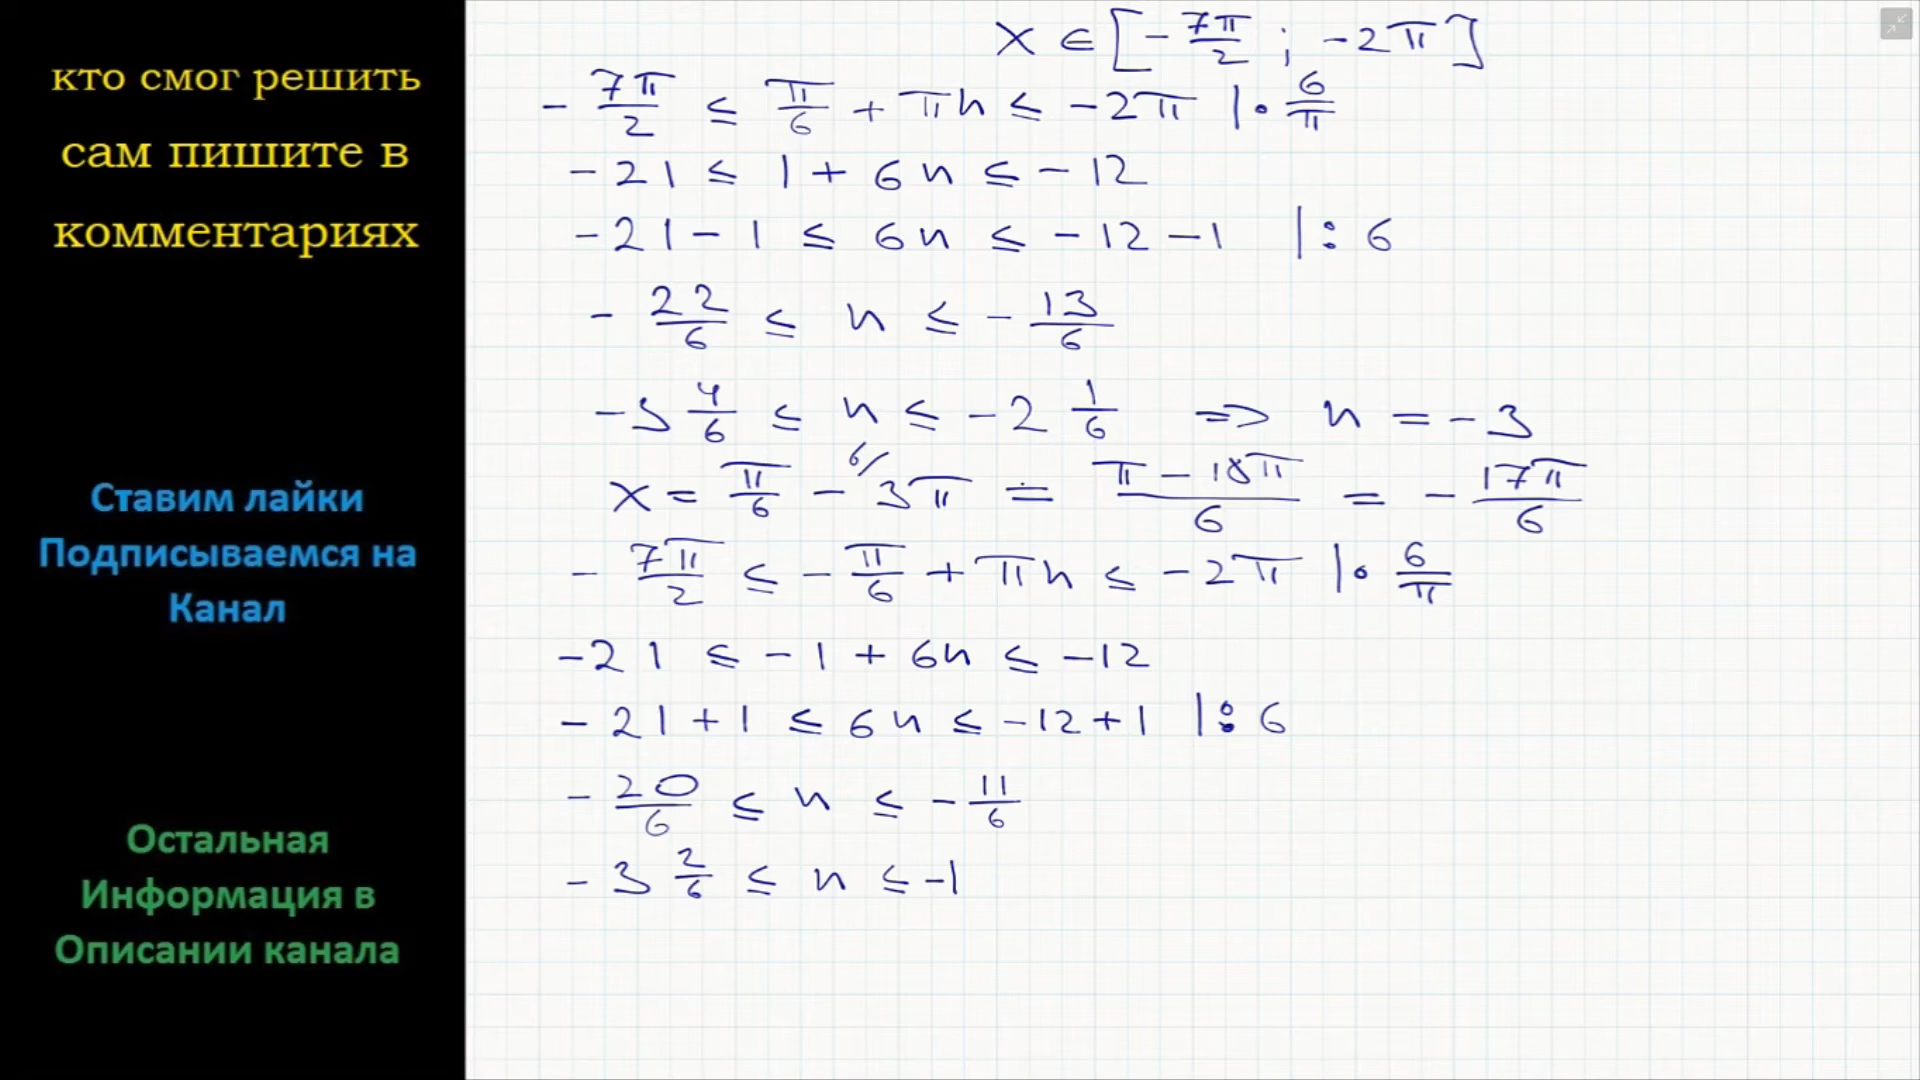 кто смог решить
сам пишите в
комментариях
Ставим лайки
Подписываемся на
Канал
Остальная
Информация в
Описании канала
x ∈ [-7π/2 ; -2π]
-7π/2 ≤ π/6 + πn ≤ -2π |· 6/π
-21 ≤ 1 + 6n ≤ -12
-21 - 1 ≤ 6n ≤ -12 - 1 |: 6
-22/6 ≤ n ≤ -13/6
-3 4/6 ≤ n ≤ -2 1/6 => n = -3
x = π/6 - 6/ 3π = (π - 18π)/6 = -17π/6
-7π/2 ≤ -π/6 + πn ≤ -2π |· 6/π
-21 ≤ -1 + 6n ≤ -12
-21 + 1 ≤ 6n ≤ -12 + 1 |: 6
-20/6 ≤ n ≤ -11/6
-3 2/6 ≤ n ≤ -1